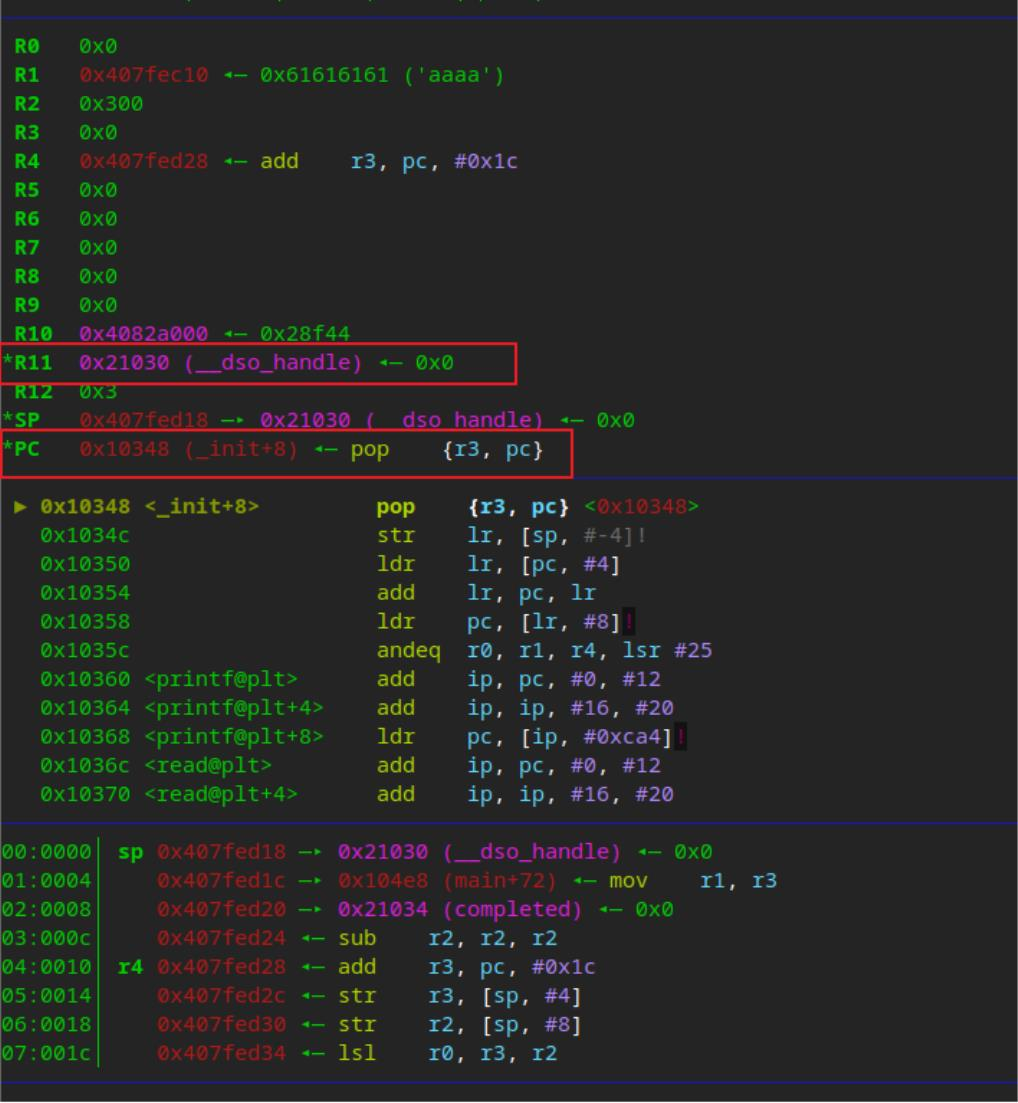 R0 0x0
R1 0x407fec10 ◂— 0x61616161 ('aaaa')
R2 0x300
R3 0x0
R4 0x407fed28 ◂— add r3, pc, #0x1c
R5 0x0
R6 0x0
R7 0x0
R8 0x0
R9 0x0
R10 0x4082a000 ◂— 0x28f44
*R11 0x21030 (__dso_handle) ◂— 0x0
R12 0x3
*SP 0x407fed18 —▸ 0x21030 (__dso_handle) ◂— 0x0
*PC 0x10348 (_init+8) ◂— pop {r3, pc}
► 0x10348 <_init+8> pop {r3, pc} <0x10348>
0x1034c str lr, [sp, #-4]!
0x10350 ldr lr, [pc, #4]
0x10354 add lr, pc, lr
0x10358 ldr pc, [lr, #8]!
0x1035c andeq r0, r1, r4, lsr #25
0x10360 <printf@plt> add ip, pc, #0, #12
0x10364 <printf@plt+4> add ip, ip, #16, #20
0x10368 <printf@plt+8> ldr pc, [ip, #0xca4]!
0x1036c <read@plt> add ip, pc, #0, #12
0x10370 <read@plt+4> add ip, ip, #16, #20
00:0000│ sp 0x407fed18 —▸ 0x21030 (__dso_handle) ◂— 0x0
01:0004│ 0x407fed1c —▸ 0x104e8 (main+72) ◂— mov r1, r3
02:0008│ 0x407fed20 —▸ 0x21034 (completed) ◂— 0x0
03:000c│ 0x407fed24 ◂— sub r2, r2, r2
04:0010│ r4 0x407fed28 ◂— add r3, pc, #0x1c
05:0014│ 0x407fed2c ◂— str r3, [sp, #4]
06:0018│ 0x407fed30 ◂— str r2, [sp, #8]
07:001c│ 0x407fed34 ◂— lsl r0, r3, r2